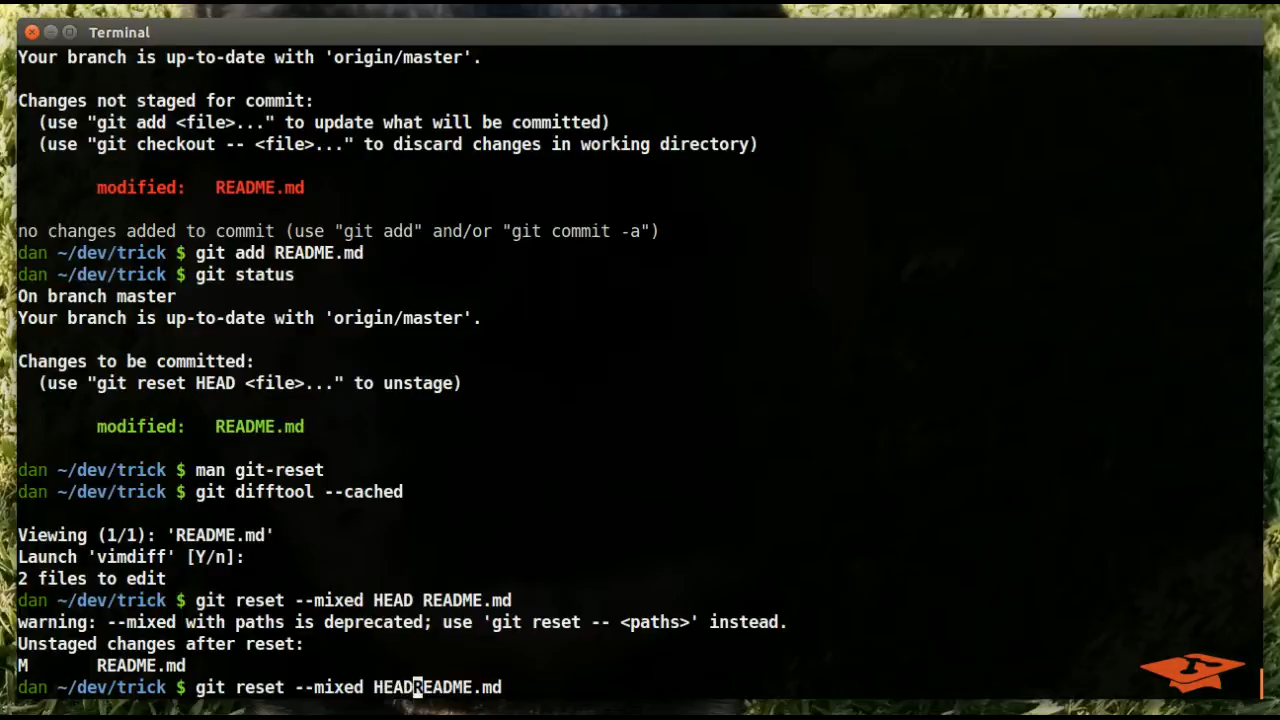 Terminal
Your branch is up-to-date with 'origin/master'.
Changes not staged for commit:
(use "git add <file>..." to update what will be committed)
(use "git checkout -- <file>..." to discard changes in working directory)
modified: README.md
no changes added to commit (use "git add" and/or "git commit -a")
dan ~/dev/trick $ git add README.md
dan ~/dev/trick $ git status
On branch master
Your branch is up-to-date with 'origin/master'.
Changes to be committed:
(use "git reset HEAD <file>..." to unstage)
modified: README.md
dan ~/dev/trick $ man git-reset
dan ~/dev/trick $ git difftool --cached
Viewing (1/1): 'README.md'
Launch 'vimdiff' [Y/n]:
2 files to edit
dan ~/dev/trick $ git reset --mixed HEAD README.md
warning: --mixed with paths is deprecated; use 'git reset -- <paths>' instead.
Unstaged changes after reset:
M README.md
dan ~/dev/trick $ git reset --mixed HEADREADME.md